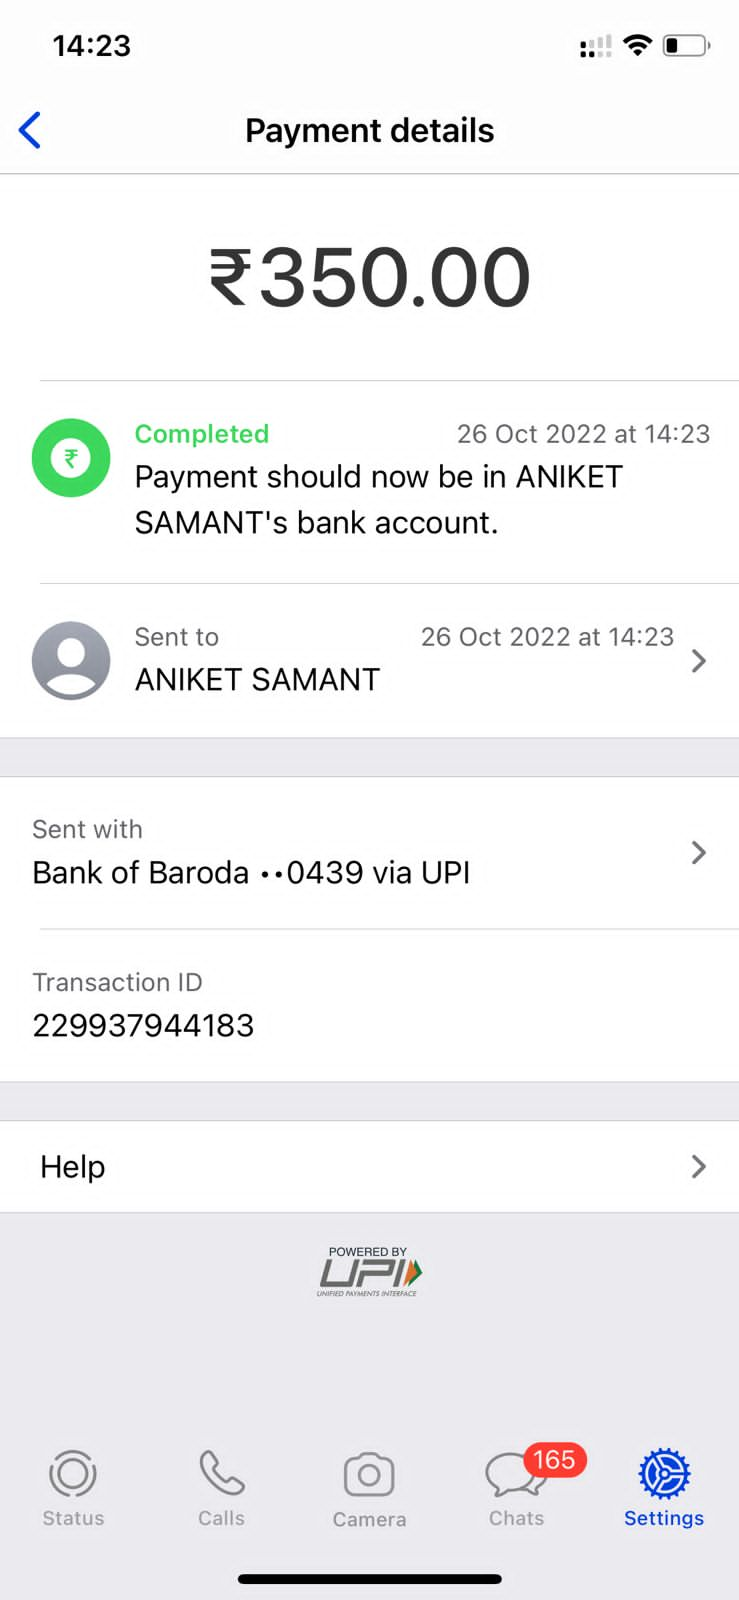 14:23
Payment details
₹350.00
Completed
26 Oct 2022 at 14:23
Payment should now be in ANIKET
SAMANT's bank account.
Sent to
26 Oct 2022 at 14:23
ANIKET SAMANT
Sent with
Bank of Baroda ••0439 via UPI
Transaction ID
229937944183
Help
POWERED BY
UPI
UNIFIED PAYMENTS INTERFACE
165
Status
Calls
Camera
Chats
Settings